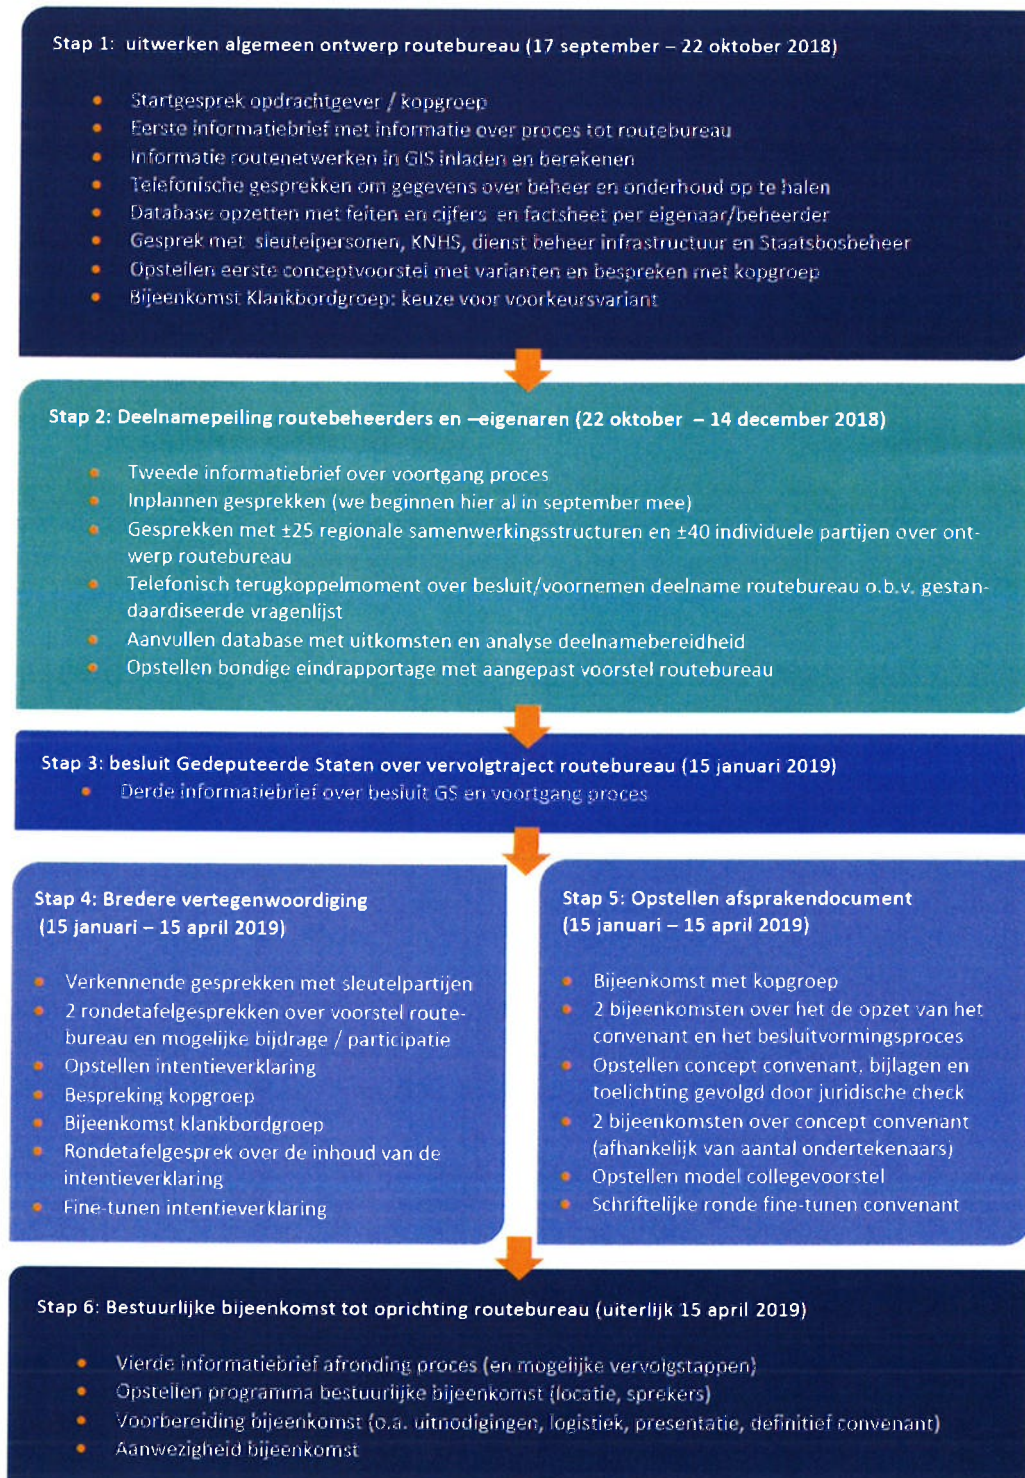 Stap 1: uitwerken algemeen ontwerp routebureau (17 september – 22 oktober 2018)
• Startgesprek opdrachtgever / kopgroep
• Eerste informatiebrief met informatie over proces tot routebureau
• Informatie routenetwerken in GIS inladen en berekenen
• Telefonische gesprekken om gegevens over beheer en onderhoud op te halen
• Database opzetten met feiten en cijfers en factsheet per eigenaar/beheerder
• Gesprek met sleutelpersonen, KNHS, dienst beheer infrastructuur en Staatsbosbeheer
• Opstellen eerste conceptvoorstel met varianten en bespreken met kopgroep
• Bijeenkomst Klankbordgroep: keuze voor voorkeursvariant
Stap 2: Deelnamepeiling routebeheerders en –eigenaren (22 oktober – 14 december 2018)
• Tweede informatiebrief over voortgang proces
• Inplannen gesprekken (we beginnen hier al in september mee)
• Gesprekken met ±25 regionale samenwerkingsstructuren en ±40 individuele partijen over ont-
werp routebureau
• Telefonisch terugkoppelmoment over besluit/voornemen deelname routebureau o.b.v. gestan-
daardiseerde vragenlijst
• Aanvullen database met uitkomsten en analyse deelnamebereidheid
• Opstellen bondige eindrapportage met aangepast voorstel routebureau
Stap 3: besluit Gedeputeerde Staten over vervolgtraject routebureau (15 januari 2019)
• Derde informatiebrief over besluit GS en voortgang proces
Stap 4: Bredere vertegenwoordiging
(15 januari – 15 april 2019)
• Verkennende gesprekken met sleutelpartijen
• 2 rondetafelgesprekken over voorstel route-
bureau en mogelijke bijdrage / participatie
• Opstellen intentieverklaring
• Bespreking kopgroep
• Bijeenkomst klankbordgroep
• Rondetafelgesprek over de inhoud van de
intentieverklaring
• Fine-tunen intentieverklaring
Stap 5: Opstellen afsprakendocument
(15 januari – 15 april 2019)
• Bijeenkomst met kopgroep
• 2 bijeenkomsten over het de opzet van het
convenant en het besluitvormingsproces
• Opstellen concept convenant, bijlagen en
toelichting gevolgd door juridische check
• 2 bijeenkomsten over concept convenant
(afhankelijk van aantal ondertekenaars)
• Opstellen model collegevoorstel
• Schriftelijke ronde fine-tunen convenant
Stap 6: Bestuurlijke bijeenkomst tot oprichting routebureau (uiterlijk 15 april 2019)
• Vierde informatiebrief afronding proces (en mogelijke vervolgstappen)
• Opstellen programma bestuurlijke bijeenkomst (locatie, sprekers)
• Voorbereiding bijeenkomst (o.a. uitnodigingen, logistiek, presentatie, definitief convenant)
• Aanwezigheid bijeenkomst